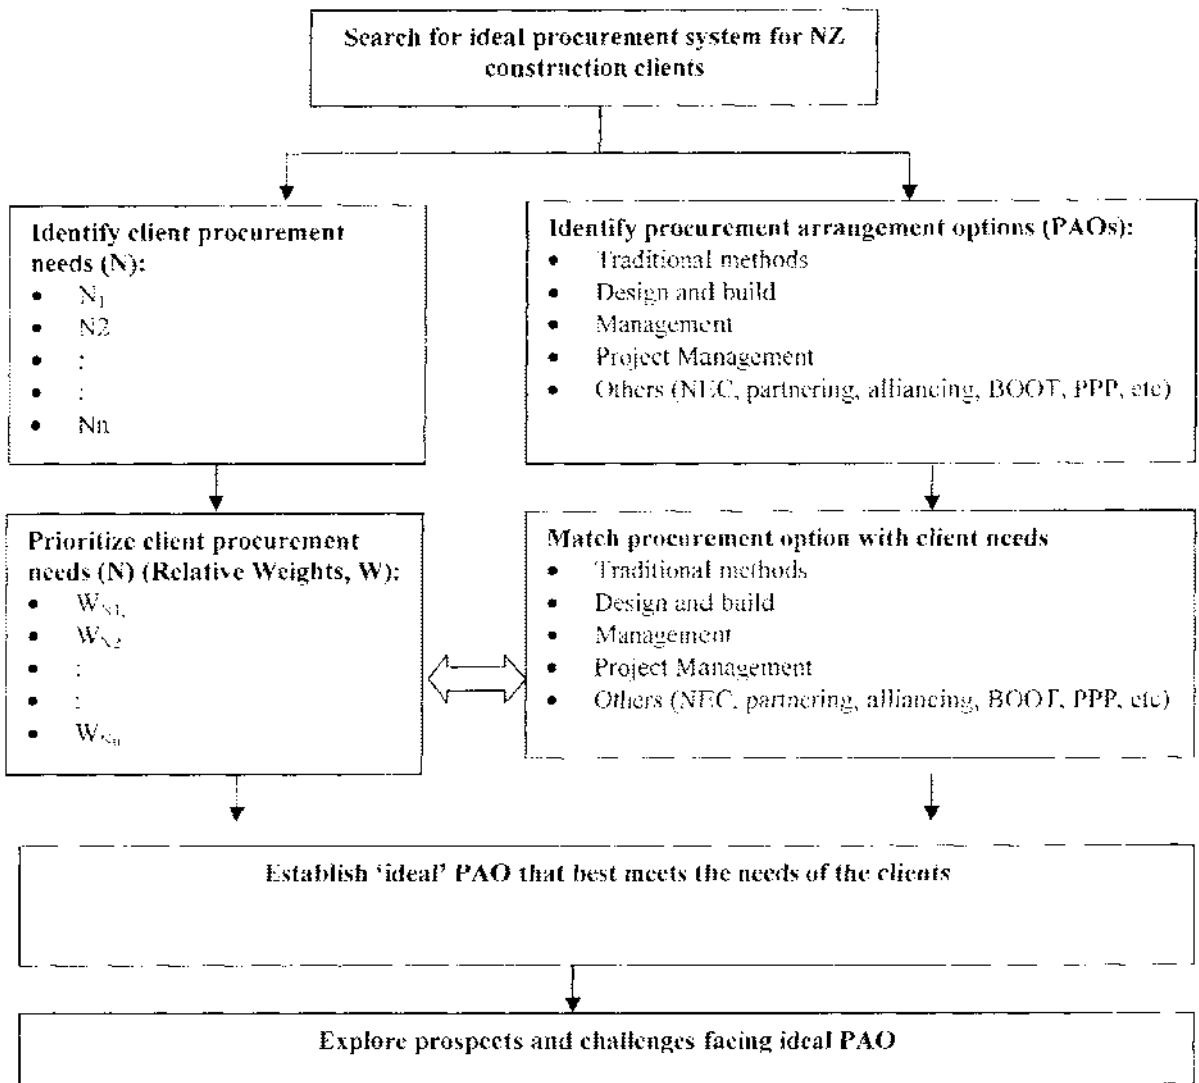 Search for ideal procurement system for NZ
construction clients
Identify client procurement
needs (N):
• N₁
• N2
• :
• :
• Nn
Identify procurement arrangement options (PAOs):
• Traditional methods
• Design and build
• Management
• Project Management
• Others (NEC, partnering, alliancing, BOOT, PPP, etc)
Prioritize client procurement
needs (N) (Relative Weights, W):
• W_N1,
• W_N2
• :
• :
• W_Nn
Match procurement option with client needs
• Traditional methods
• Design and build
• Management
• Project Management
• Others (NEC, partnering, alliancing, BOOT, PPP, etc)
Establish ‘ideal’ PAO that best meets the needs of the clients
Explore prospects and challenges facing ideal PAO